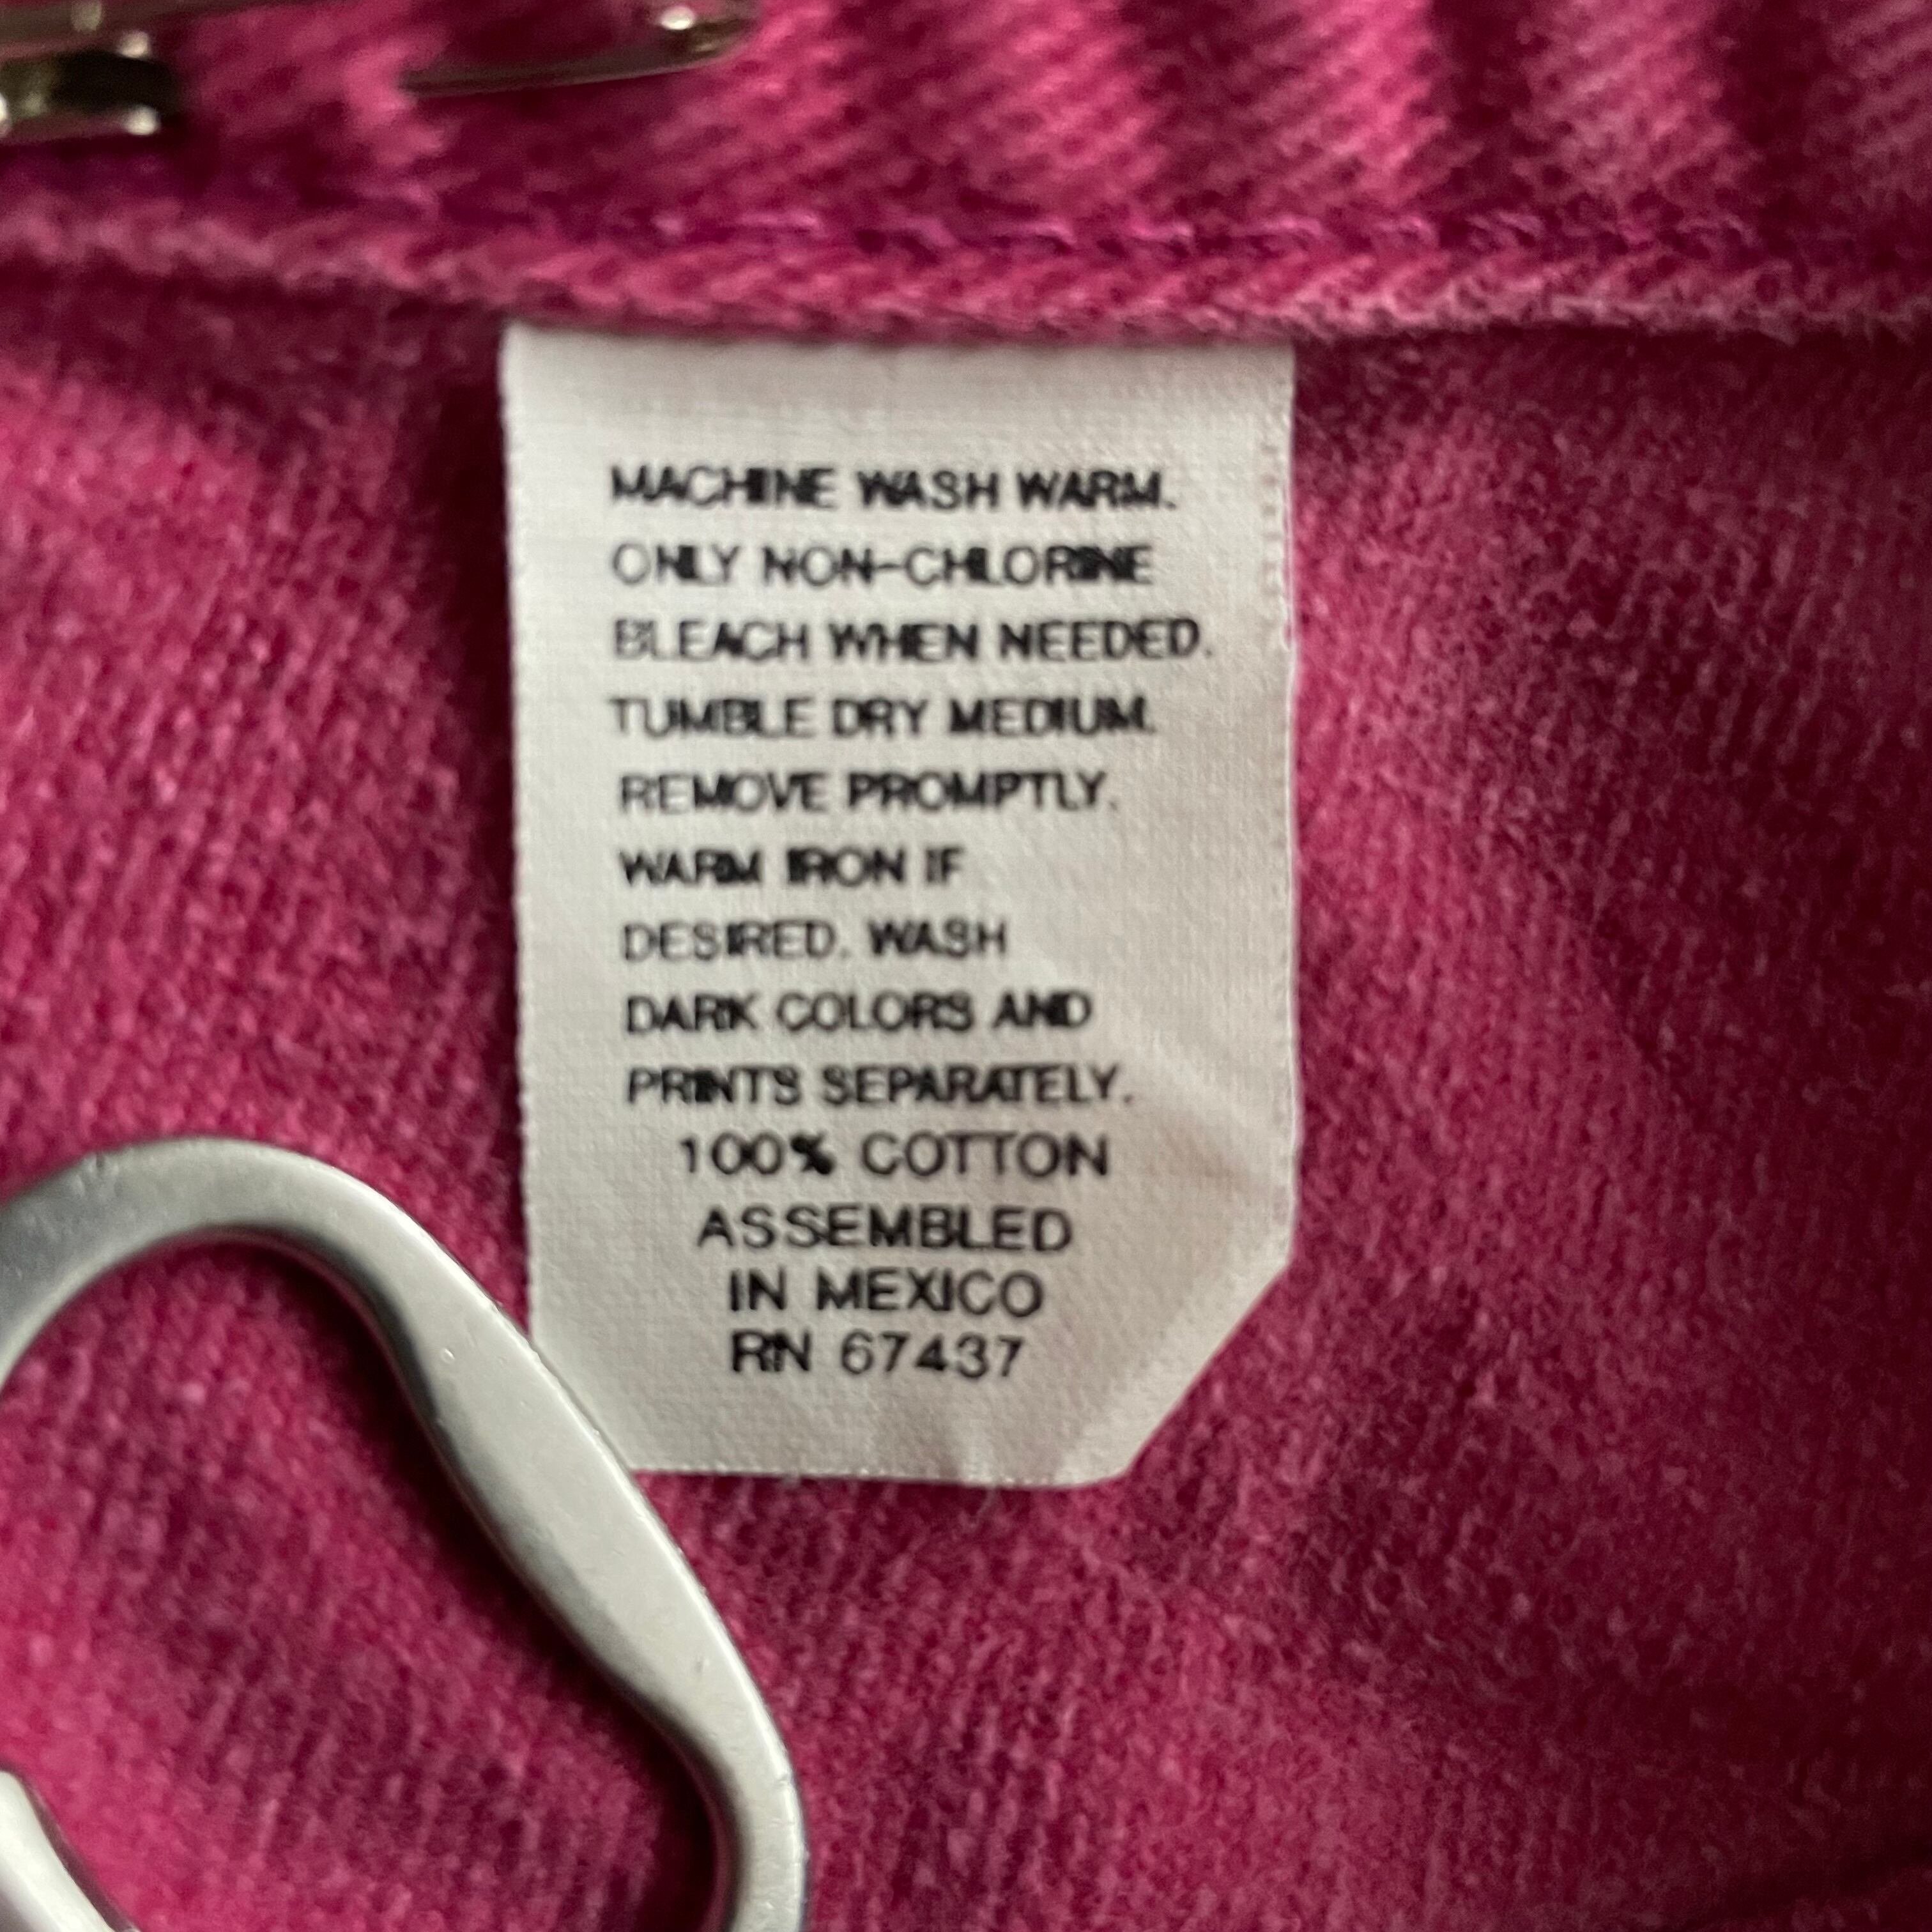 MACHINE WASH WARM.
ONLY NON-CHLORINE
BLEACH WHEN NEEDED.
TUMBLE DRY MEDIUM.
REMOVE PROMPTLY.
WARM IRON IF
DESIRED. WASH
DARK COLORS AND
PRINTS SEPARATELY.
100% COTTON
ASSEMBLED
IN MEXICO
RN 67437